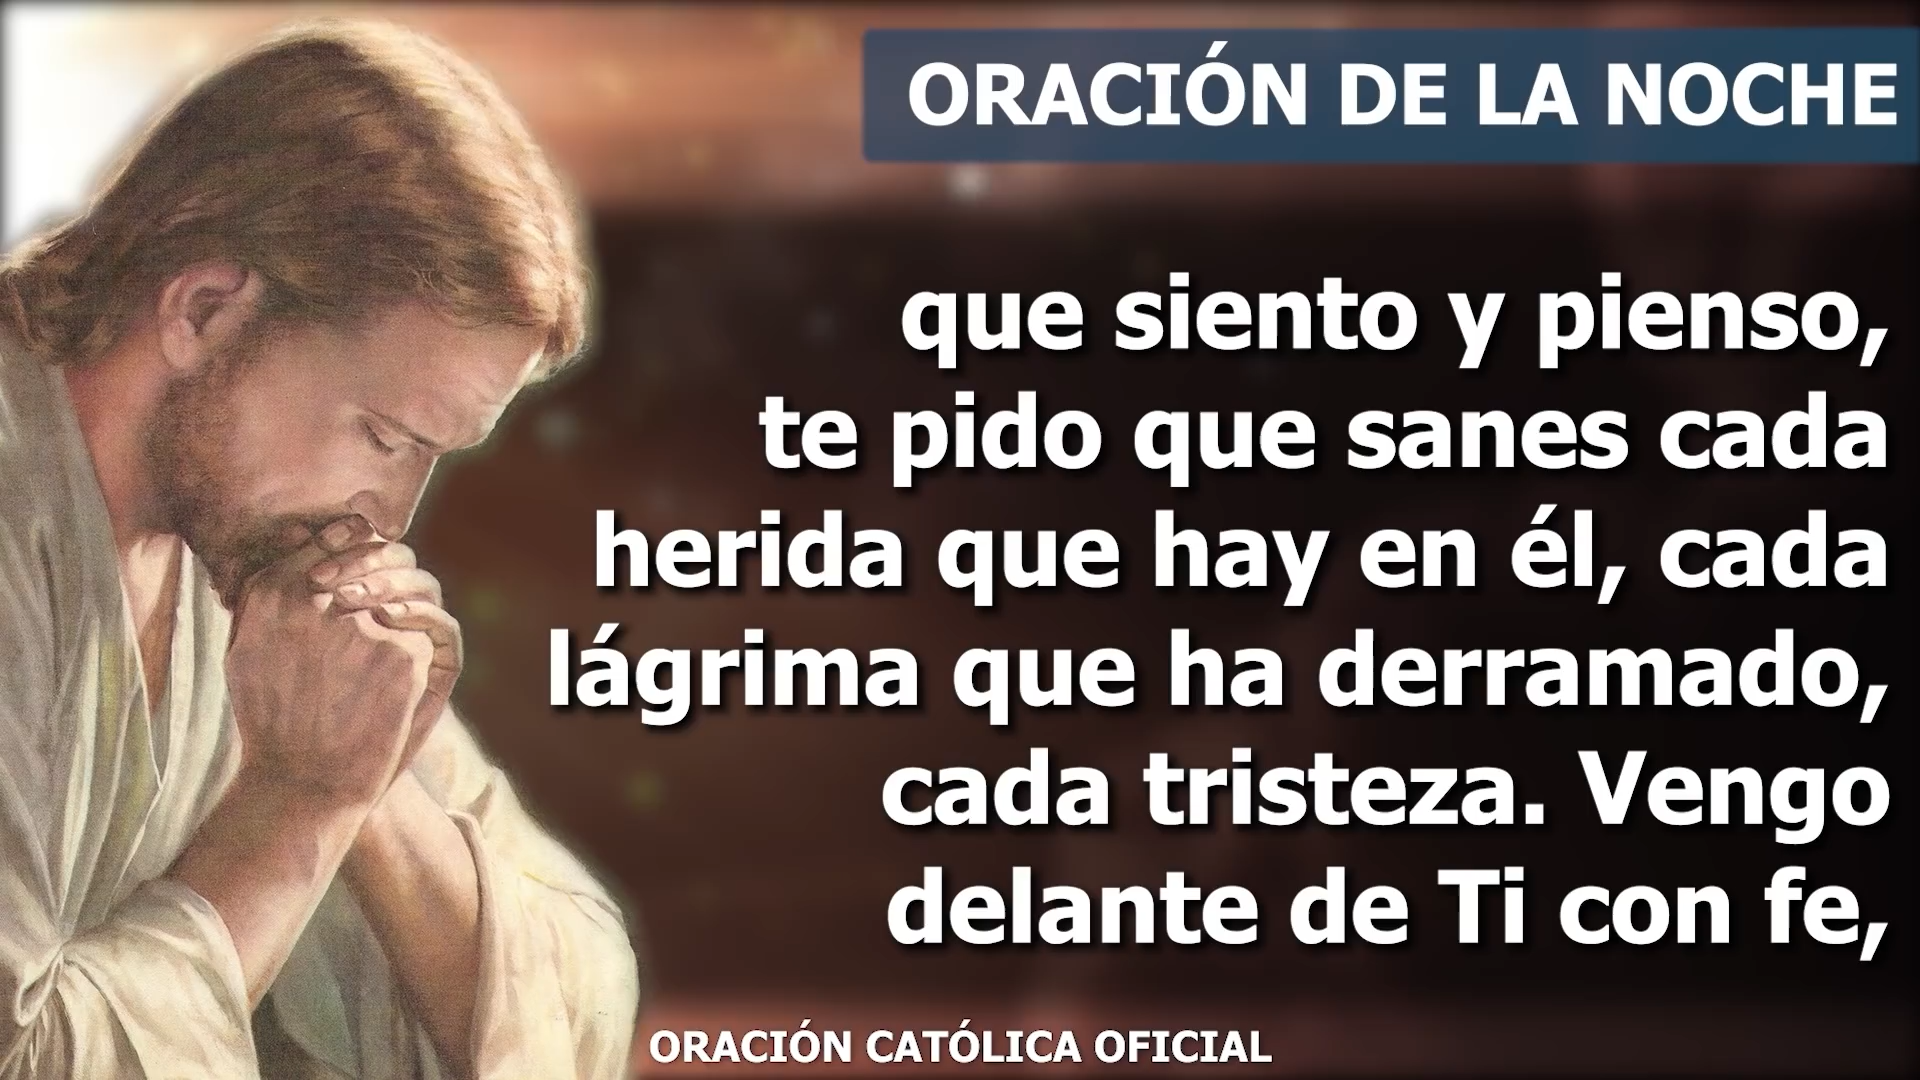 ORACIÓN DE LA NOCHE
que siento y pienso,
te pido que sanes cada
herida que hay en él, cada
lágrima que ha derramado,
cada tristeza. Vengo
delante de Ti con fe,
ORACIÓN CATÓLICA OFICIAL